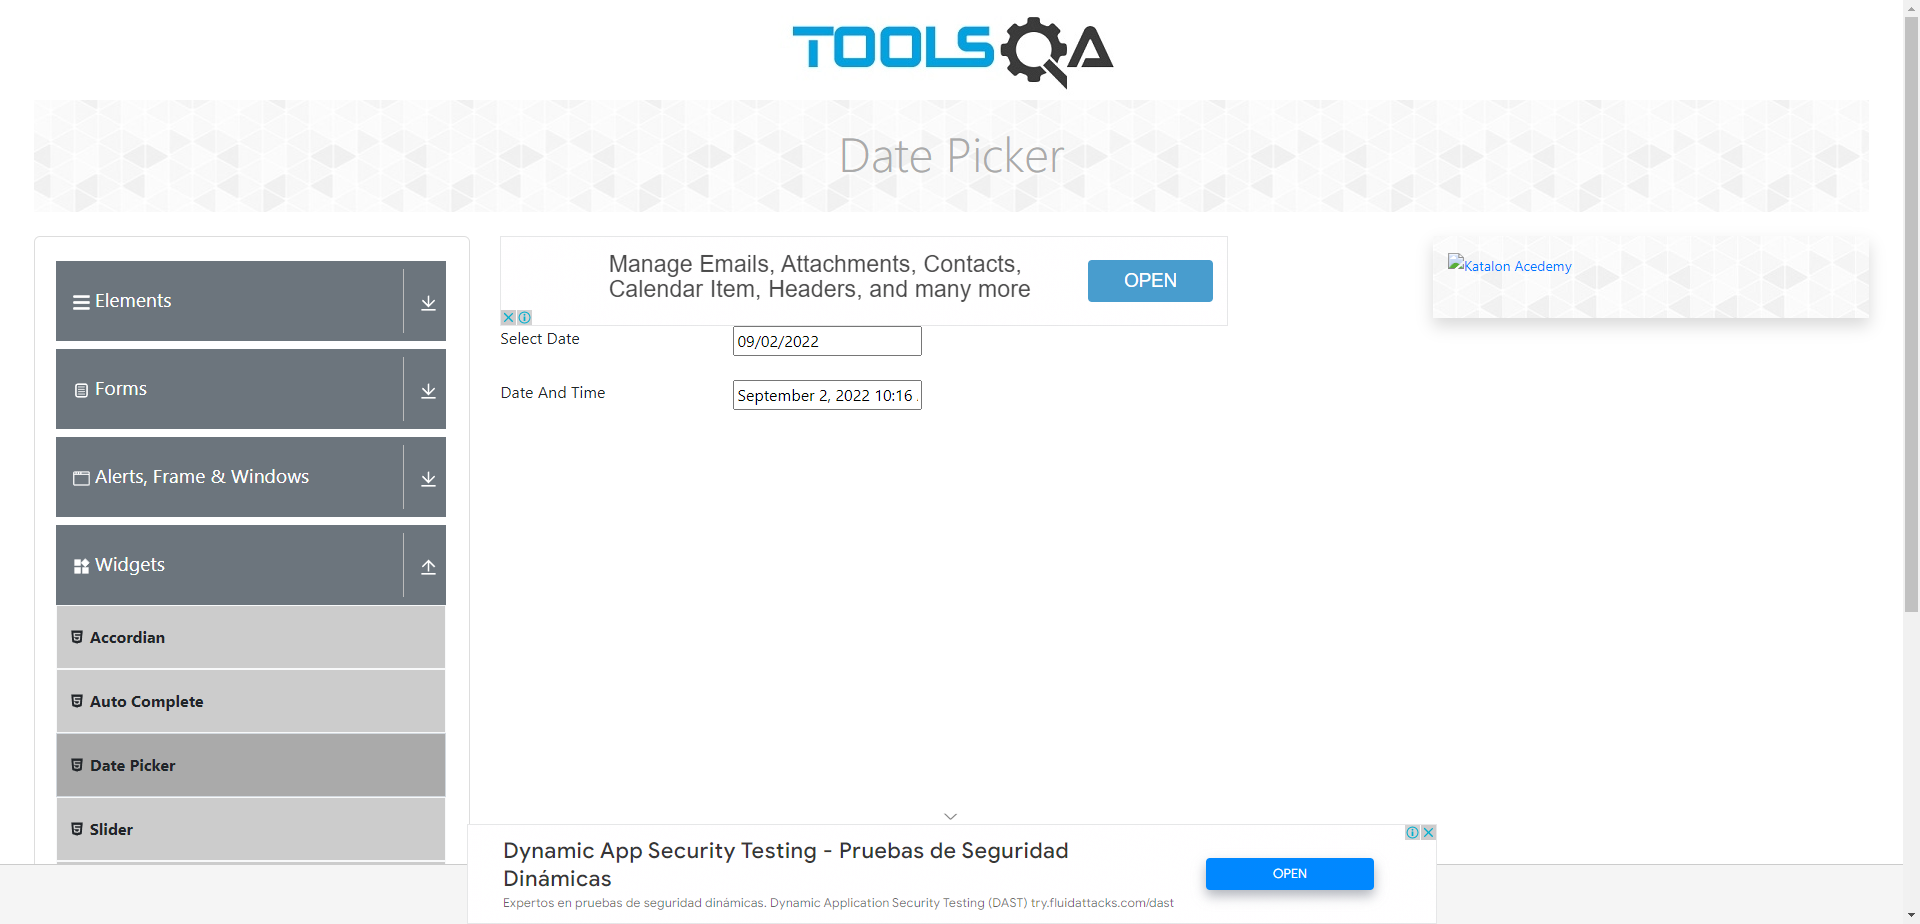 TOOLSQA
Date Picker
Elements
Forms
Alerts, Frame & Windows
Widgets
Accordian
Auto Complete
Date Picker
Slider
Manage Emails, Attachments, Contacts,
Calendar Item, Headers, and many more
OPEN
Select Date
09/02/2022
Date And Time
September 2, 2022 10:16
Katalon Acedemy
Dynamic App Security Testing - Pruebas de Seguridad
Dinámicas
Expertos en pruebas de seguridad dinámicas. Dynamic Application Security Testing (DAST) try.fluidattacks.com/dast
OPEN